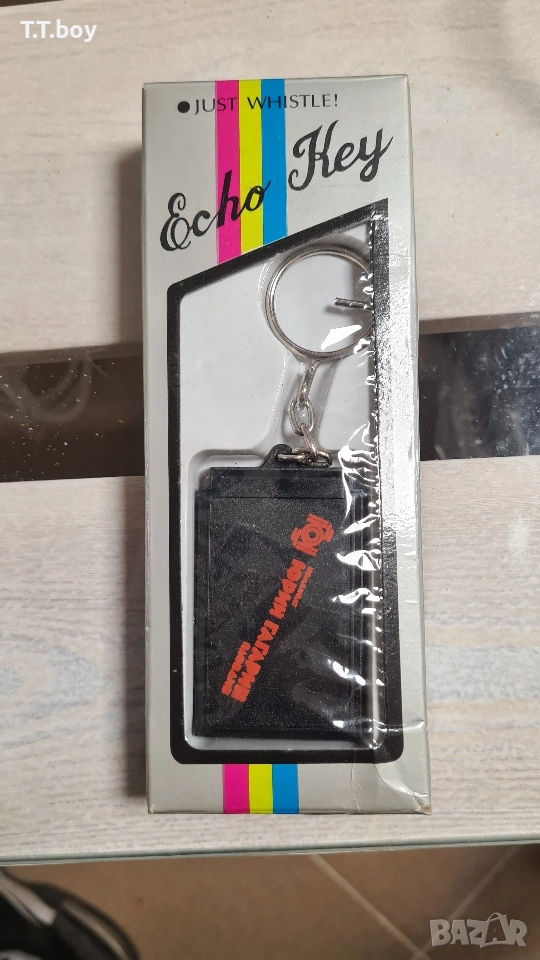 T.T.boy
JUST WHISTLE!
Echo Key
ЮРИЙ ГАГАРИН
BAZAR